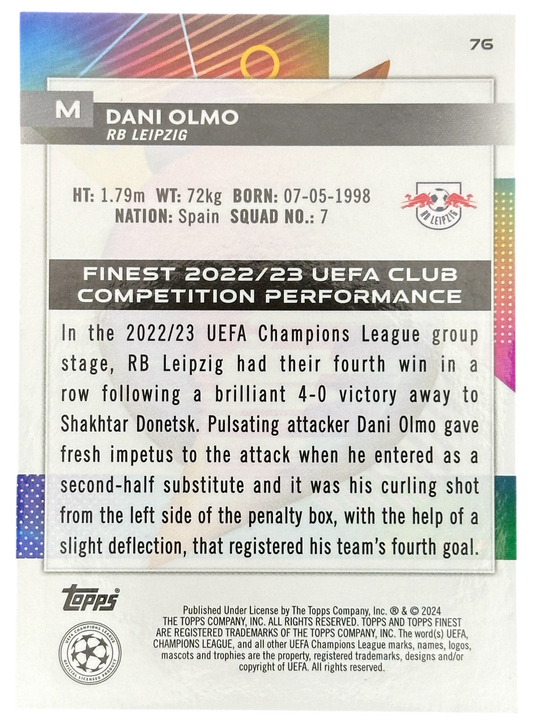 76
M
DANI OLMO
RB LEIPZIG
HT: 1.79m WT: 72kg BORN: 07-05-1998
NATION: Spain SQUAD NO.: 7
RB LEIPZIG
FINEST 2022/23 UEFA CLUB
COMPETITION PERFORMANCE
In the 2022/23 UEFA Champions League group
stage, RB Leipzig had their fourth win in a
row following a brilliant 4-0 victory away to
Shakhtar Donetsk. Pulsating attacker Dani Olmo gave
fresh impetus to the attack when he entered as a
second-half substitute and it was his curling shot
from the left side of the penalty box, with the help of a
slight deflection, that registered his team's fourth goal.
Topps
UEFA CHAMPIONS LEAGUE
OFFICIAL LICENSED PRODUCT
Published Under License by The Topps Company, Inc. ® & © 2024
THE TOPPS COMPANY, INC. ALL RIGHTS RESERVED. TOPPS AND TOPPS FINEST
ARE REGISTERED TRADEMARKS OF THE TOPPS COMPANY, INC. The word(s) UEFA,
CHAMPIONS LEAGUE, and all other UEFA Champions League marks, names, logos,
mascots and trophies are the property, registered trademarks, designs and/or
copyright of UEFA. All rights reserved.